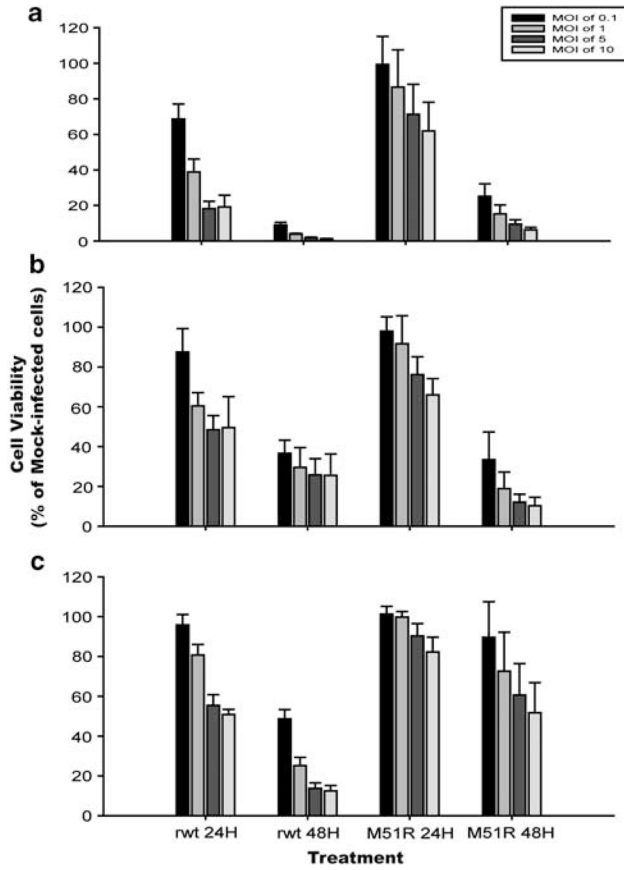 a
MOI of 0.1
MOI of 1
MOI of 5
MOI of 10
120
100
80
60
40
20
0
b
120
100
80
60
40
20
0
Cell Viability
(% of Mock-infected cells)
c
120
100
80
60
40
20
0
rwt 24H rwt 48H M51R 24H M51R 48H
Treatment